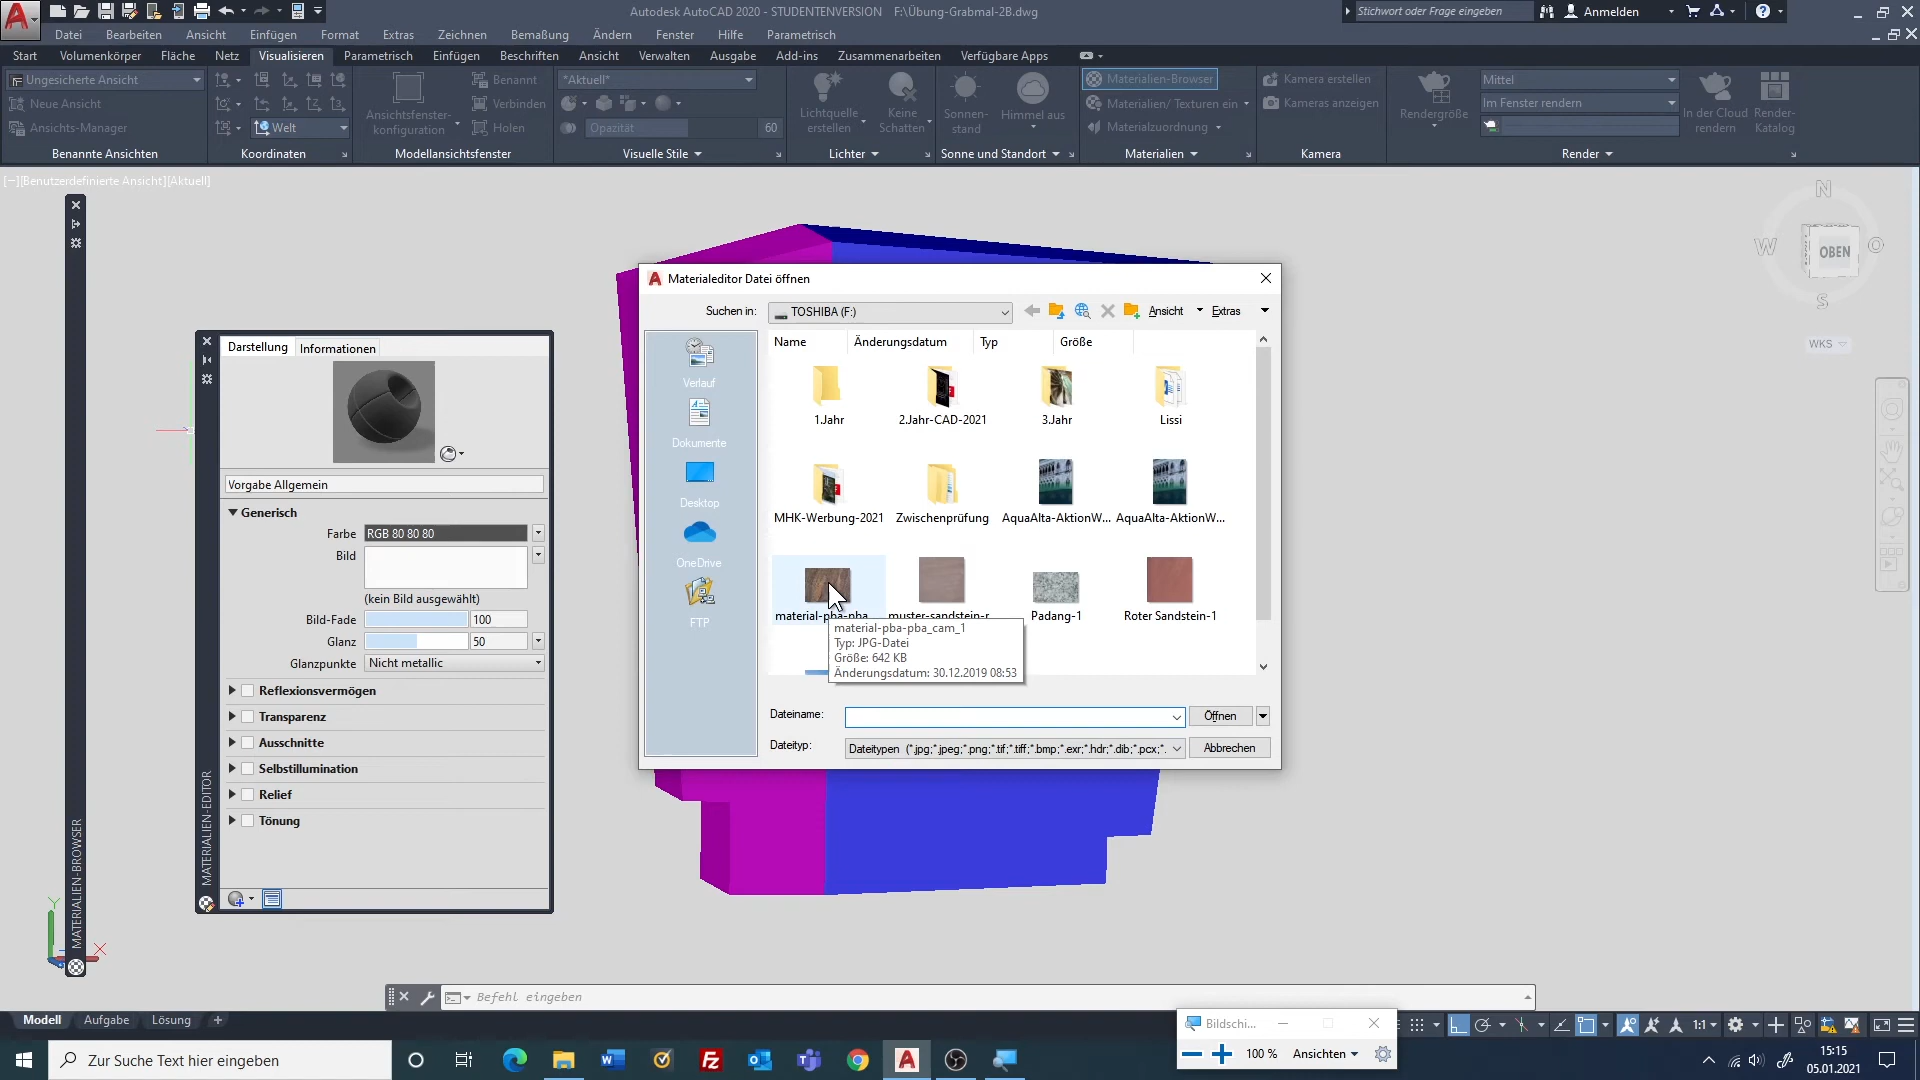 Autodesk AutoCAD 2020 - STUDENTENVERSION F:\Übung-Grabmal-2B.dwg
Stichwort oder Frage eingeben
Anmelden
Datei Bearbeiten Ansicht Einfügen Format Extras Zeichnen Bemaßung Ändern Fenster Hilfe Parametrisch
Start Volumenkörper Fläche Netz Visualisieren Parametrisch Einfügen Beschriften Ansicht Verwalten Ausgabe Add-ins Zusammenarbeiten Verfügbare Apps
Ungesicherte Ansicht
Neue Ansicht
Ansichts-Manager
Benannte Ansichten
Welt
Koordinaten
Ansichtsfenster-
konfiguration
Benannt
Verbinden
Holen
Modellansichtsfenster
*Aktuell*
Opazität 60
Visuelle Stile
Lichtquelle
erstellen
Keine
Schatten
Lichter
Sonnen-
stand
Himmel aus
Sonne und Standort
Materialien-Browser
Materialien/ Texturen ein
Materialzuordnung
Materialien
Kamera erstellen
Kameras anzeigen
Kamera
Rendergröße
Mittel
Im Fenster rendern
In der Cloud
rendern
Render-
Katalog
Render
[−][Benutzerdefinierte Ansicht][Aktuell]
N
W OBEN O
S
WKS
MATERIALIEN-BROWSER
MATERIALIEN-EDITOR
Darstellung Informationen
Vorgabe Allgemein
Generisch
Farbe RGB 80 80 80
Bild
(kein Bild ausgewählt)
Bild-Fade 100
Glanz 50
Glanzpunkte Nicht metallic
Reflexionsvermögen
Transparenz
Ausschnitte
Selbstillumination
Relief
Tönung
Materialeditor Datei öffnen
Suchen in: TOSHIBA (F:) Ansicht Extras
Name Änderungsdatum Typ Größe
Verlauf
Dokumente
Desktop
OneDrive
FTP
1.Jahr 2.Jahr-CAD-2021 3.Jahr Lissi
MHK-Werbung-2021 Zwischenprüfung AquaAlta-AktionW... AquaAlta-AktionW...
material-pba-pba... muster-sandstein-r... Padang-1 Roter Sandstein-1
material-pba-pba_cam_1
Typ: JPG-Datei
Größe: 642 KB
Änderungsdatum: 30.12.2019 08:53
Dateiname: Öffnen
Dateityp: Dateitypen (*.jpg;*.jpeg;*.png;*.tif;*.tiff;*.bmp;*.exr;*.hdr;*.dib;*.pcx;*. Abbrechen
Y
X
Befehl eingeben
Modell Aufgabe Lösung +
1:1
Bildschi...
100 % Ansichten
Zur Suche Text hier eingeben
15:15
05.01.2021